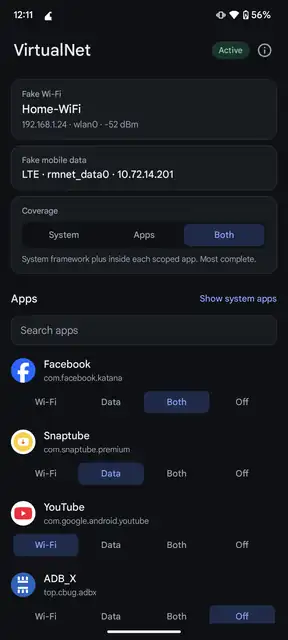 12:11
56%
VirtualNet
Active
Fake Wi-Fi
Home-WiFi
192.168.1.24 · wlan0 · -52 dBm
Fake mobile data
LTE · rmnet_data0 · 10.72.14.201
Coverage
System Apps Both
System framework plus inside each scoped app. Most complete.
Apps Show system apps
Search apps
Facebook
com.facebook.katana
Wi-Fi Data Both Off
Snaptube
com.snaptube.premium
Wi-Fi Data Both Off
YouTube
com.google.android.youtube
Wi-Fi Data Both Off
ADB_X
top.cbug.adbx
Wi-Fi Data Both Off